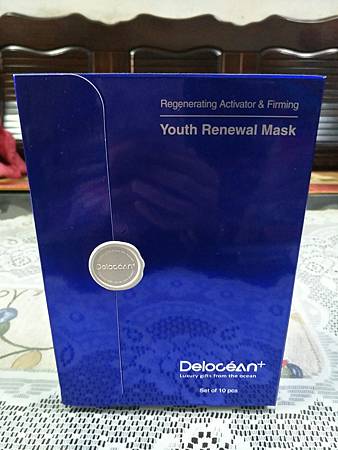 Regenerating Activator & Firming
Youth Renewal Mask
Delocéan+
Delocéan+
Luxury gifts from the ocean
Set of 10 pcs